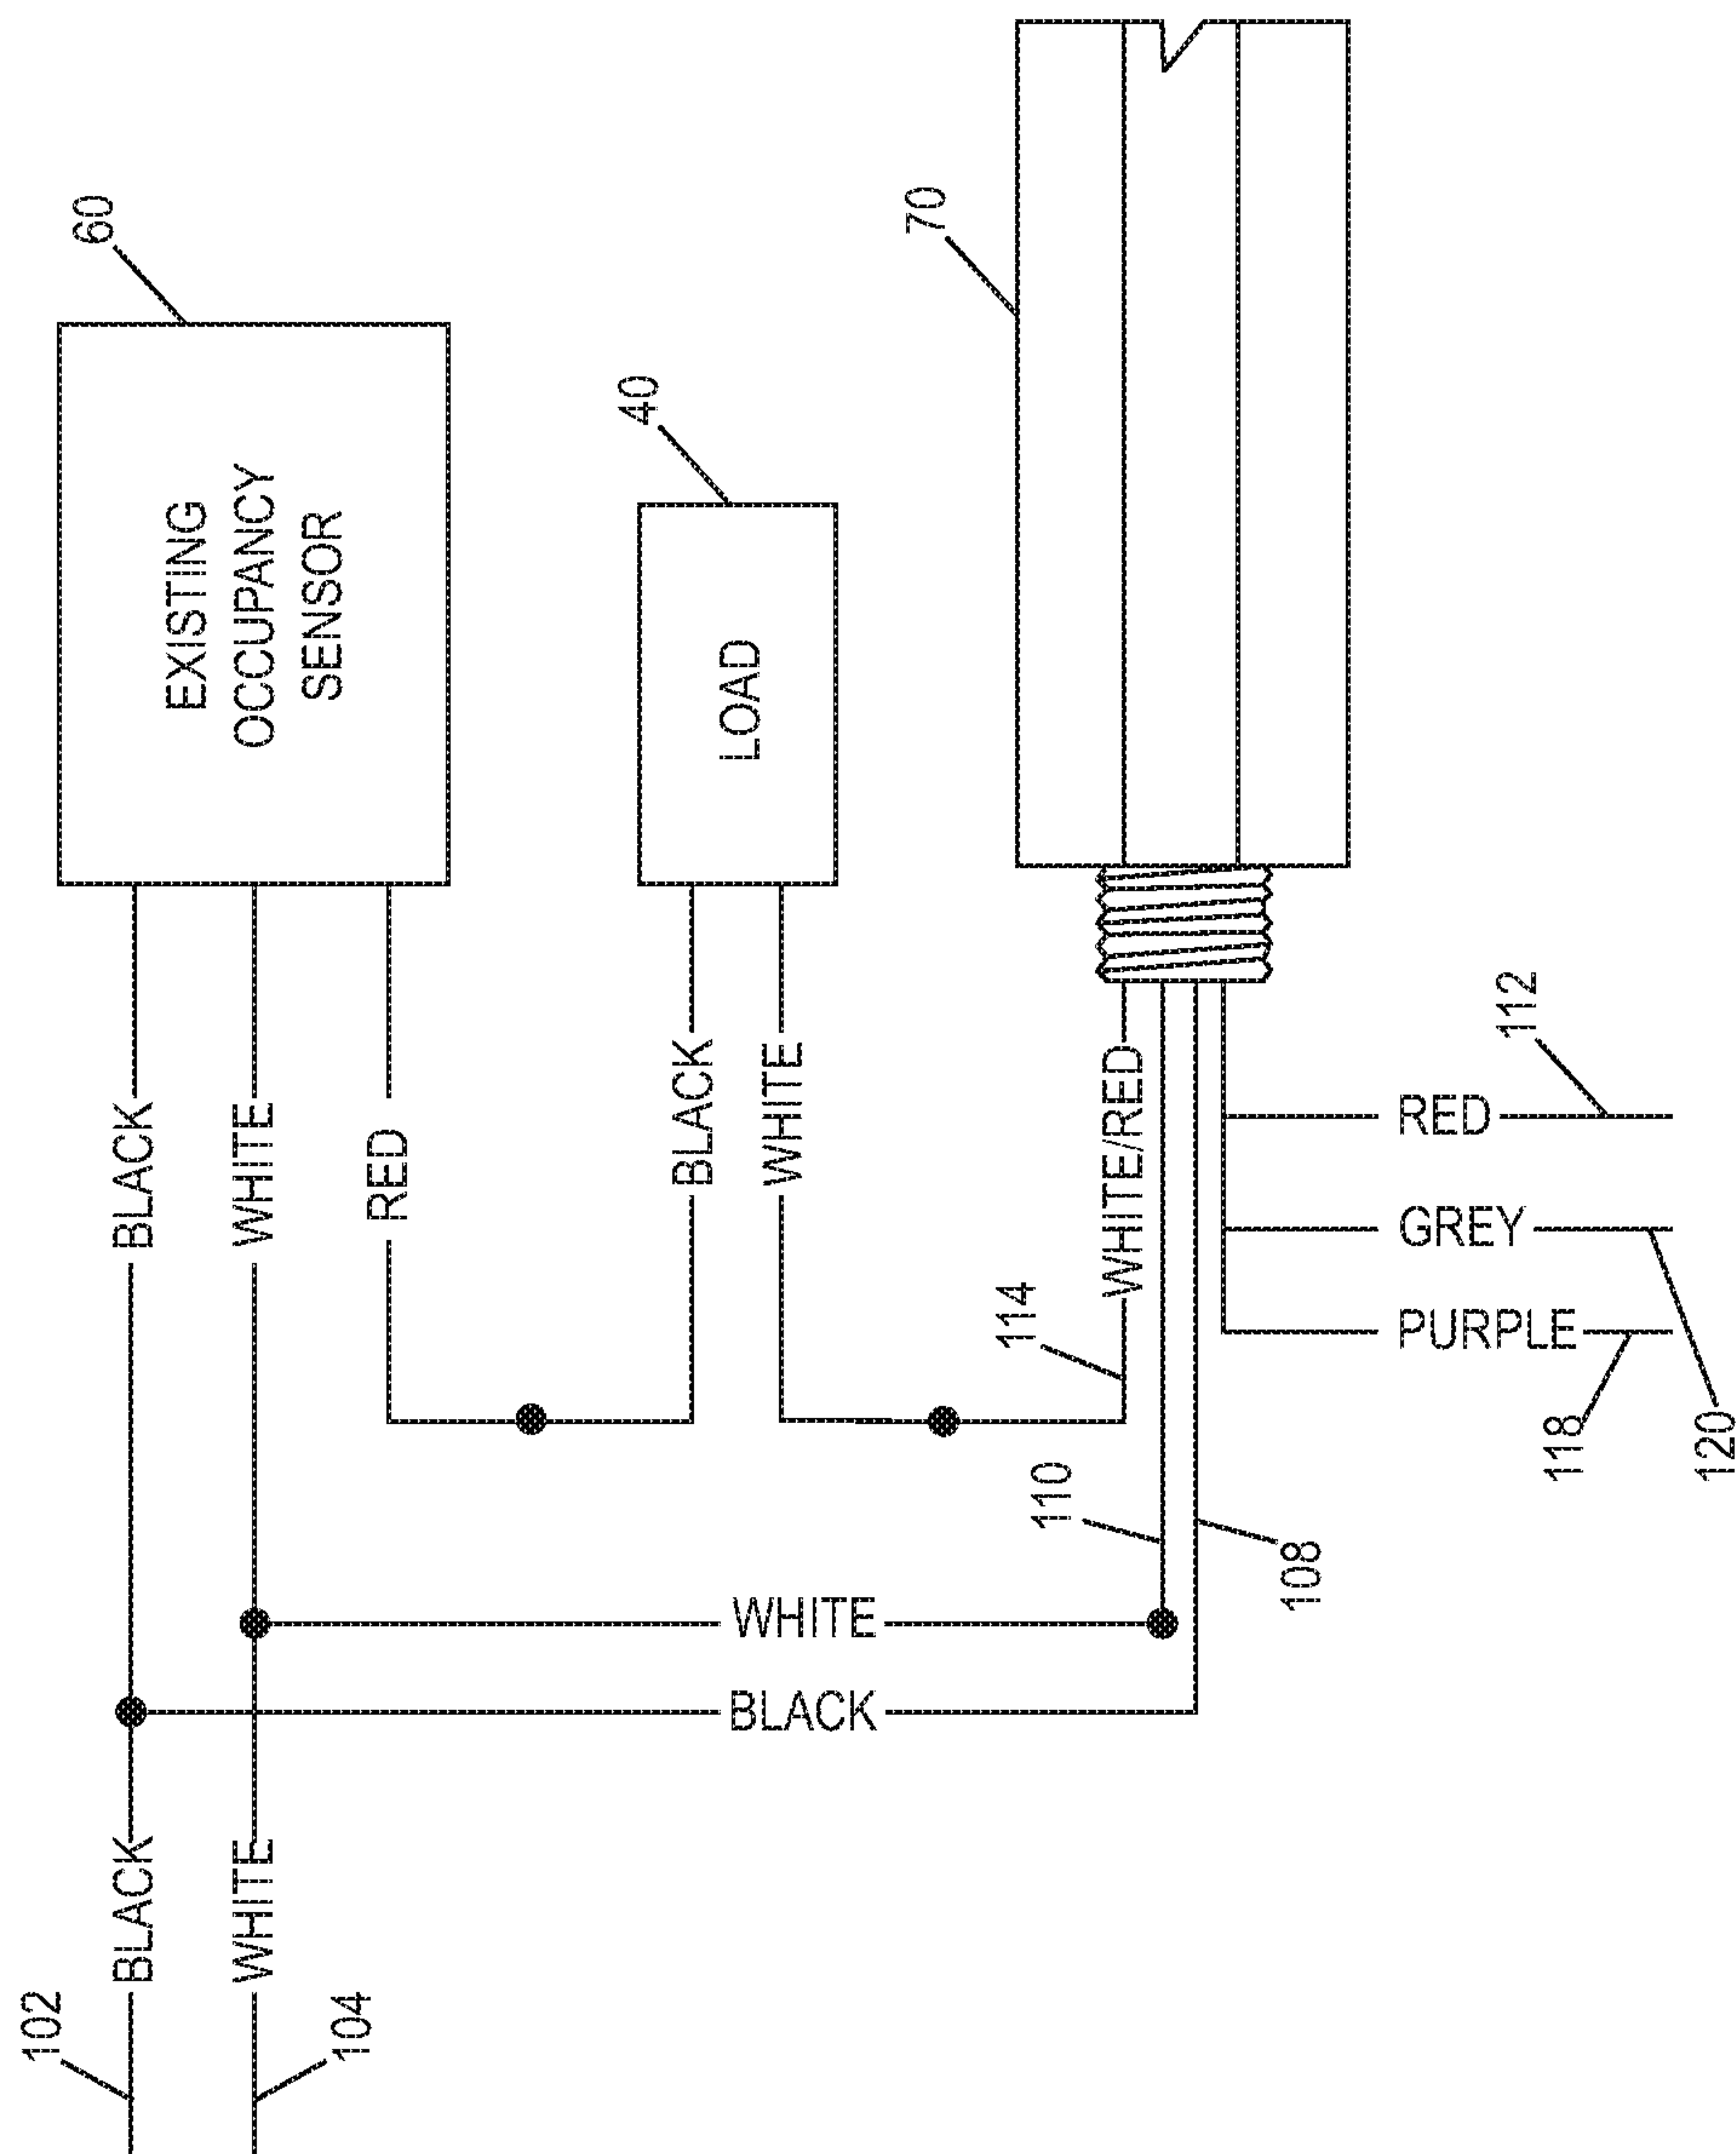 102
BLACK
BLACK
60
EXISTING
OCCUPANCY
SENSOR
WHITE
WHITE
104
RED
40
LOAD
BLACK
WHITE
WHITE
BLACK
70
114
WHITE/RED
110
108
112
RED
GREY
PURPLE
118
120